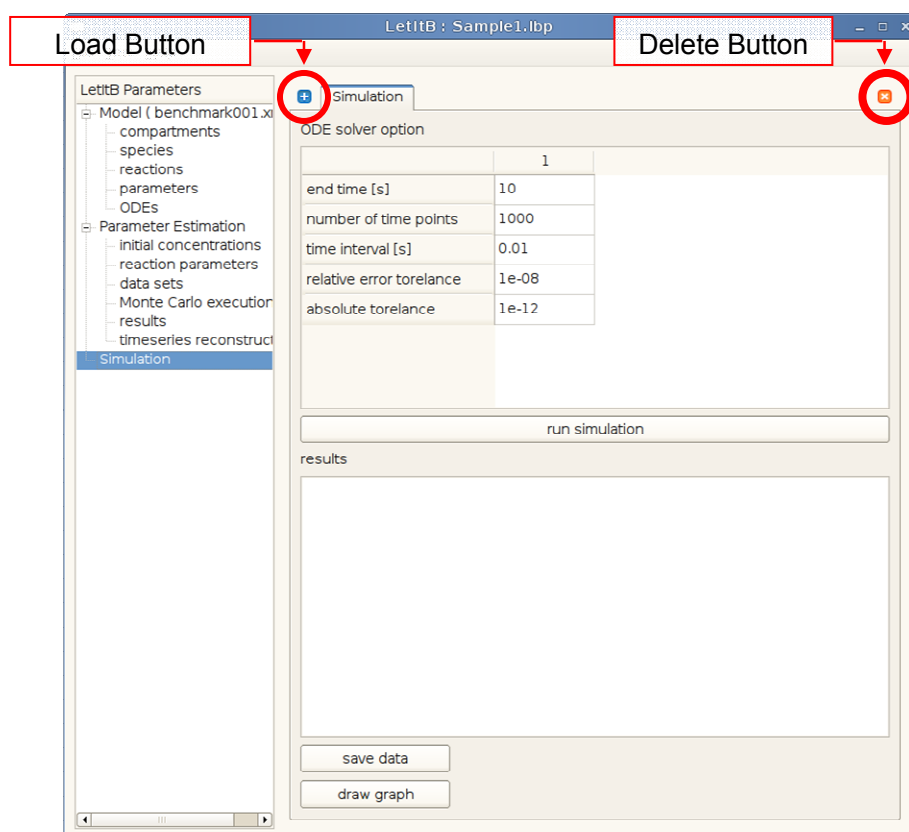 LetItB : Sample1.lbp
Load Button
Delete Button
LetItB Parameters
Model ( benchmark001.x
compartments
species
reactions
parameters
ODEs
Parameter Estimation
initial concentrations
reaction parameters
data sets
Monte Carlo execution
results
timeseries reconstruct
Simulation
Simulation
ODE solver option
1
end time [s] 10
number of time points 1000
time interval [s] 0.01
relative error torelance 1e-08
absolute torelance 1e-12
run simulation
results
save data
draw graph